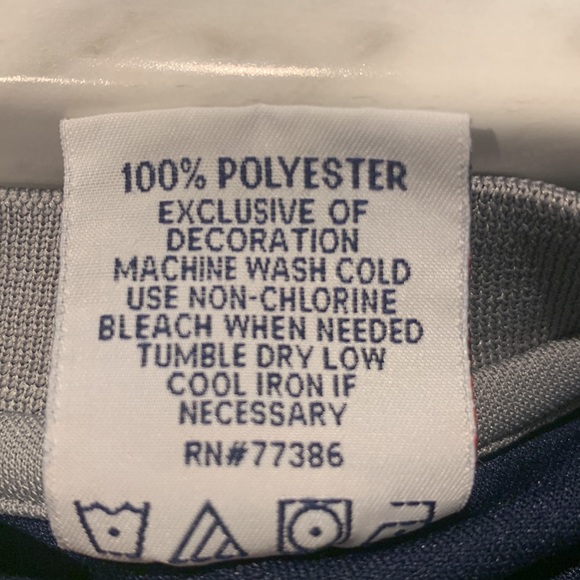 100% POLYESTER
EXCLUSIVE OF
DECORATION
MACHINE WASH COLD
USE NON-CHLORINE
BLEACH WHEN NEEDED
TUMBLE DRY LOW
COOL IRON IF
NECESSARY
RN#77386